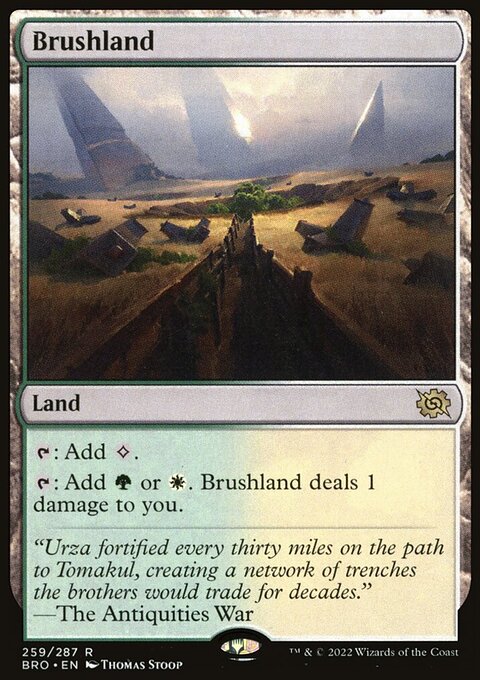 Brushland
Land
: Add .
: Add or . Brushland deals 1
damage to you.
“Urza fortified every thirty miles on the path
to Tomakul, creating a network of trenches
the brothers would trade for decades.”
—The Antiquities War
259/287 R
BRO • EN Thomas Stoop
™ & © 2022 Wizards of the Coast